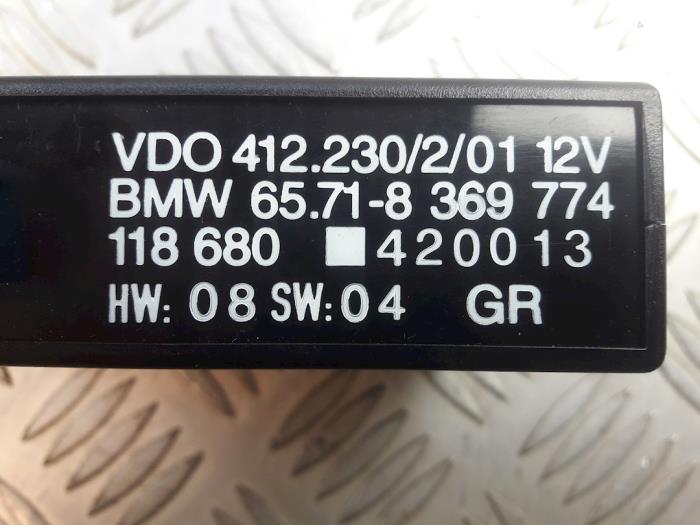 VDO 412.230/2/01 12V
BMW 65.71-8 369 774
118 680 420013
HW: 08 SW: 04 GR